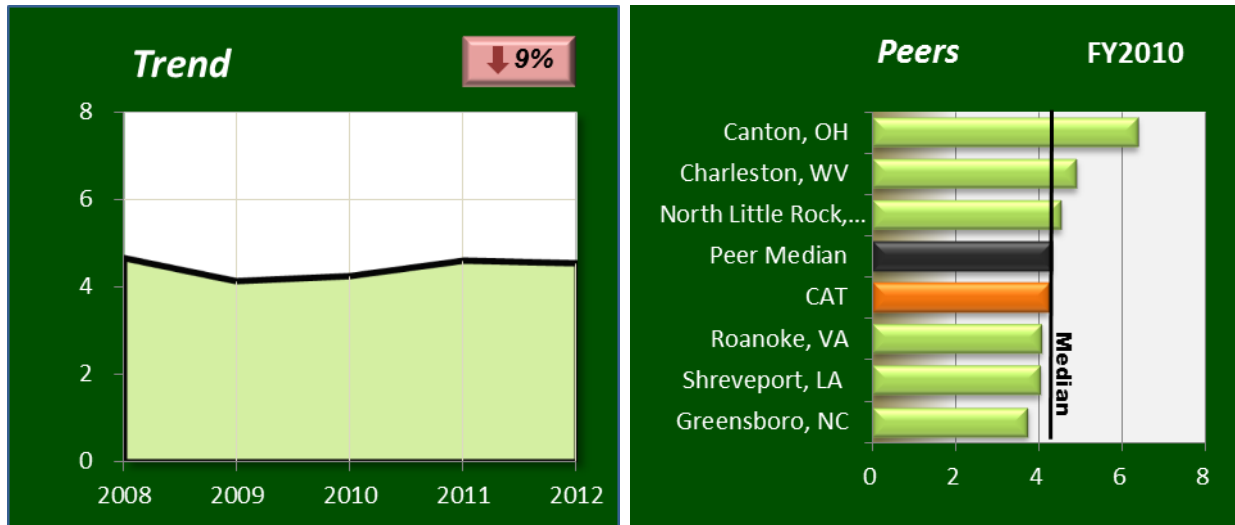 Trend
9%
8
6
4
2
0
2008 2009 2010 2011 2012
Peers FY2010
Canton, OH
Charleston, WV
North Little Rock,...
Peer Median
CAT
Roanoke, VA
Shreveport, LA
Greensboro, NC
Median
0 2 4 6 8